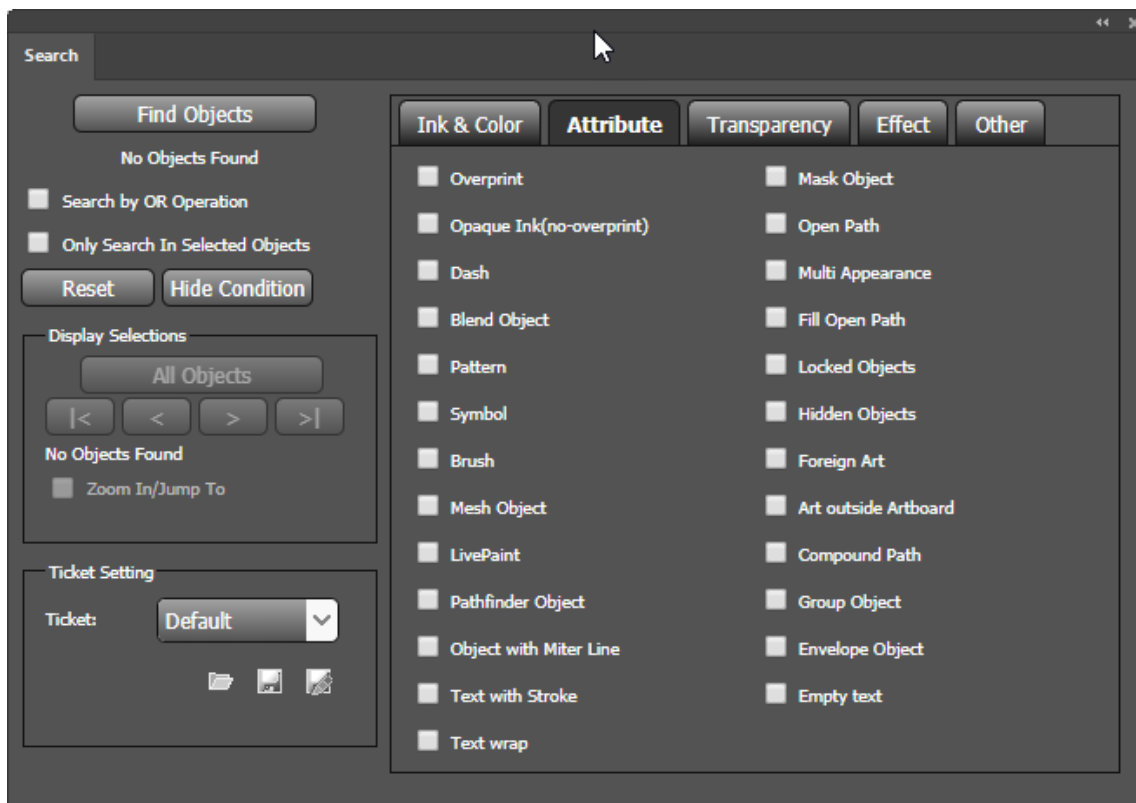 Search
Find Objects
No Objects Found
Search by OR Operation
Only Search In Selected Objects
Reset
Hide Condition
Display Selections
All Objects
|<
<
>
>|
No Objects Found
Zoom In/Jump To
Ticket Setting
Ticket:
Default
Ink & Color
Attribute
Transparency
Effect
Other
Overprint
Opaque Ink(no-overprint)
Dash
Blend Object
Pattern
Symbol
Brush
Mesh Object
LivePaint
Pathfinder Object
Object with Miter Line
Text with Stroke
Text wrap
Mask Object
Open Path
Multi Appearance
Fill Open Path
Locked Objects
Hidden Objects
Foreign Art
Art outside Artboard
Compound Path
Group Object
Envelope Object
Empty text